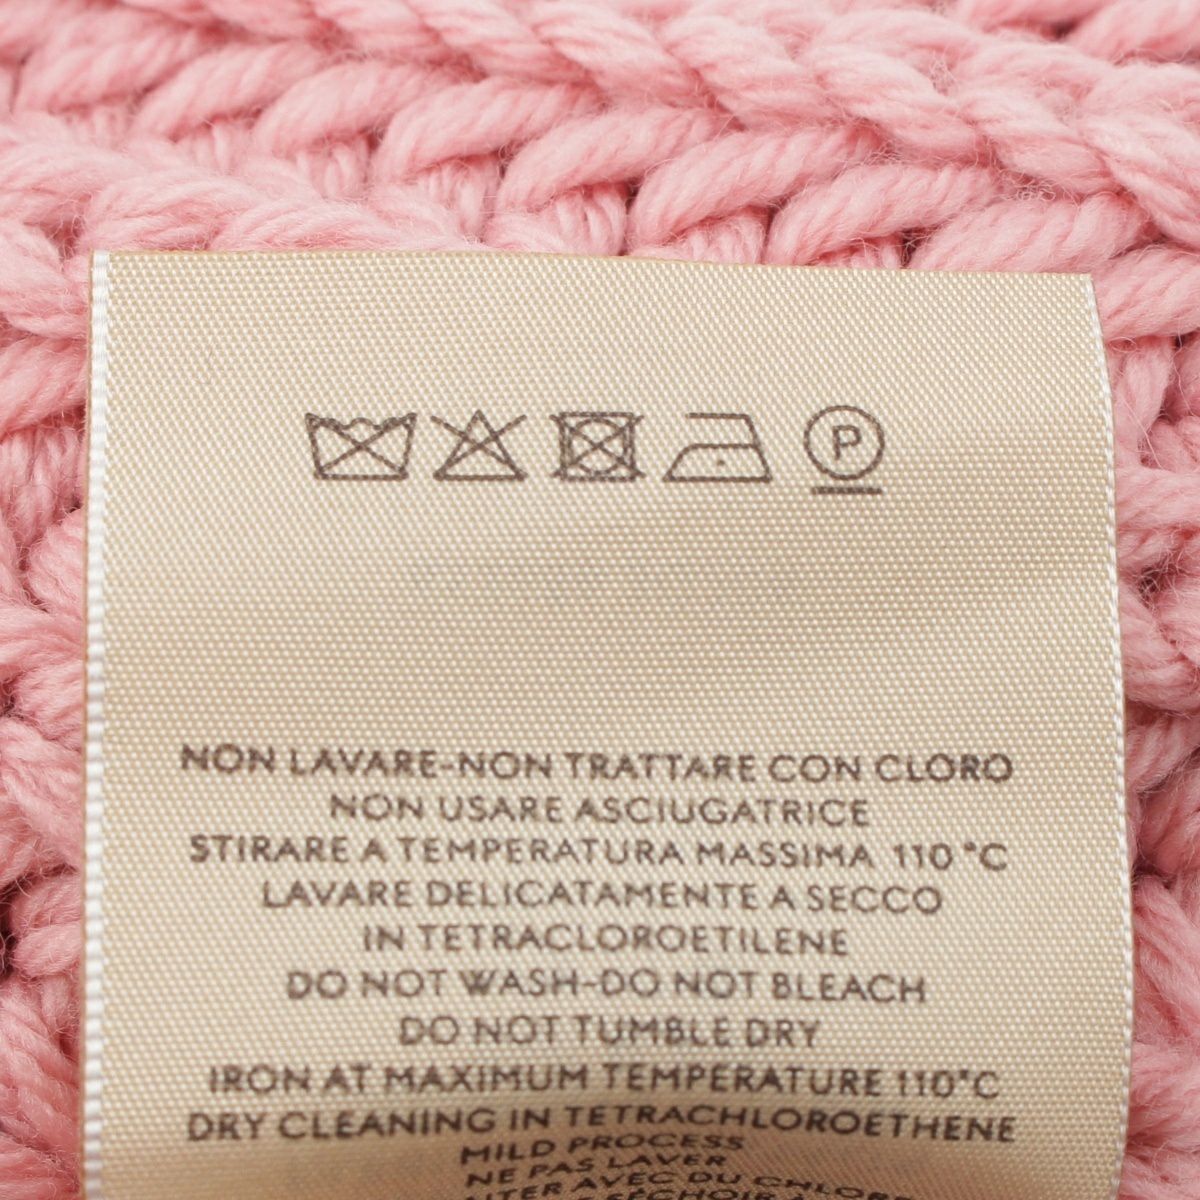 P
NON LAVARE-NON TRATTARE CON CLORO
NON USARE ASCIUGATRICE
STIRARE A TEMPERATURA MASSIMA 110°C
LAVARE DELICATAMENTE A SECCO
IN TETRACLOROETILENE
DO NOT WASH-DO NOT BLEACH
DO NOT TUMBLE DRY
IRON AT MAXIMUM TEMPERATURE 110°C
DRY CLEANING IN TETRACHLOROETHENE
MILD PROCESS
NE PAS LAVER
AVEC DU